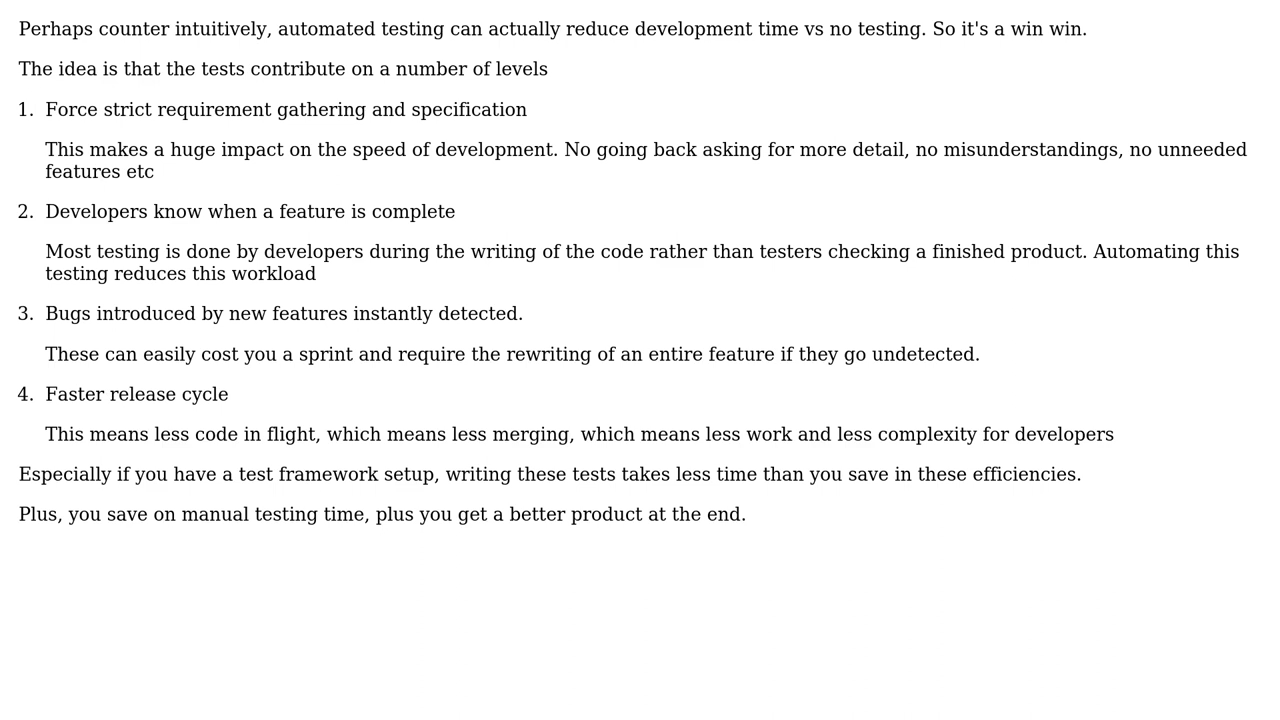 Perhaps counter intuitively, automated testing can actually reduce development time vs no testing. So it's a win win.
The idea is that the tests contribute on a number of levels
1. Force strict requirement gathering and specification
This makes a huge impact on the speed of development. No going back asking for more detail, no misunderstandings, no unneeded
features etc
2. Developers know when a feature is complete
Most testing is done by developers during the writing of the code rather than testers checking a finished product. Automating this
testing reduces this workload
3. Bugs introduced by new features instantly detected.
These can easily cost you a sprint and require the rewriting of an entire feature if they go undetected.
4. Faster release cycle
This means less code in flight, which means less merging, which means less work and less complexity for developers
Especially if you have a test framework setup, writing these tests takes less time than you save in these efficiencies.
Plus, you save on manual testing time, plus you get a better product at the end.